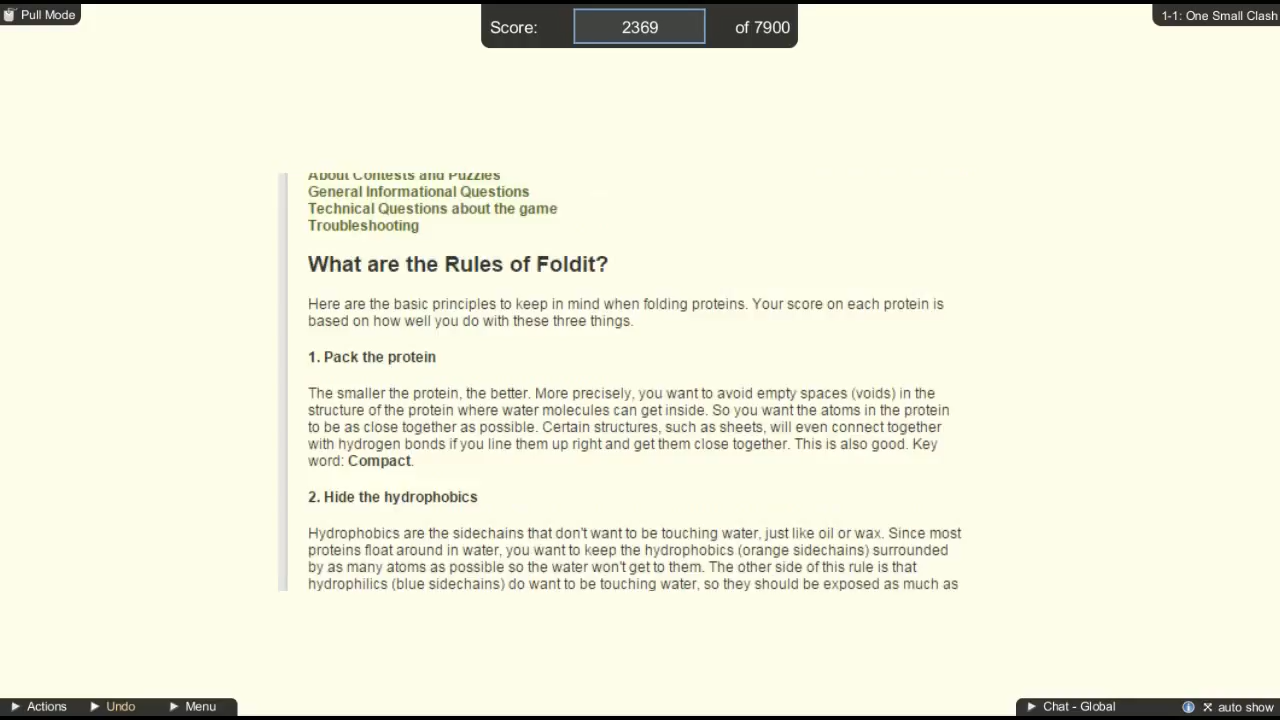 Pull Mode
Score: 2369 of 7900
1-1: One Small Clash
About Contests and Puzzles
General Informational Questions
Technical Questions about the game
Troubleshooting
What are the Rules of Foldit?
Here are the basic principles to keep in mind when folding proteins. Your score on each protein is
based on how well you do with these three things.
1. Pack the protein
The smaller the protein, the better. More precisely, you want to avoid empty spaces (voids) in the
structure of the protein where water molecules can get inside. So you want the atoms in the protein
to be as close together as possible. Certain structures, such as sheets, will even connect together
with hydrogen bonds if you line them up right and get them close together. This is also good. Key
word: Compact.
2. Hide the hydrophobics
Hydrophobics are the sidechains that don't want to be touching water, just like oil or wax. Since most
proteins float around in water, you want to keep the hydrophobics (orange sidechains) surrounded
by as many atoms as possible so the water won't get to them. The other side of this rule is that
hydrophilics (blue sidechains) do want to be touching water, so they should be exposed as much as
Actions Undo Menu
Chat - Global auto show